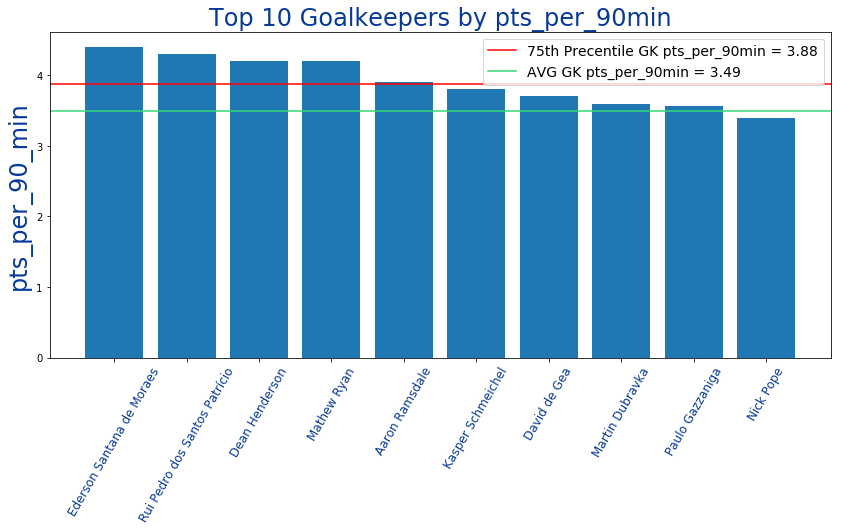 Top 10 Goalkeepers by pts_per_90min
75th Precentile GK pts_per_90min = 3.88
AVG GK pts_per_90min = 3.49
pts_per_90_min
4
3
2
1
0
Ederson Santana de Moraes
Rui Pedro dos Santos Patrício
Dean Henderson
Mathew Ryan
Aaron Ramsdale
Kasper Schmeichel
David de Gea
Martin Dubravka
Paulo Gazzaniga
Nick Pope